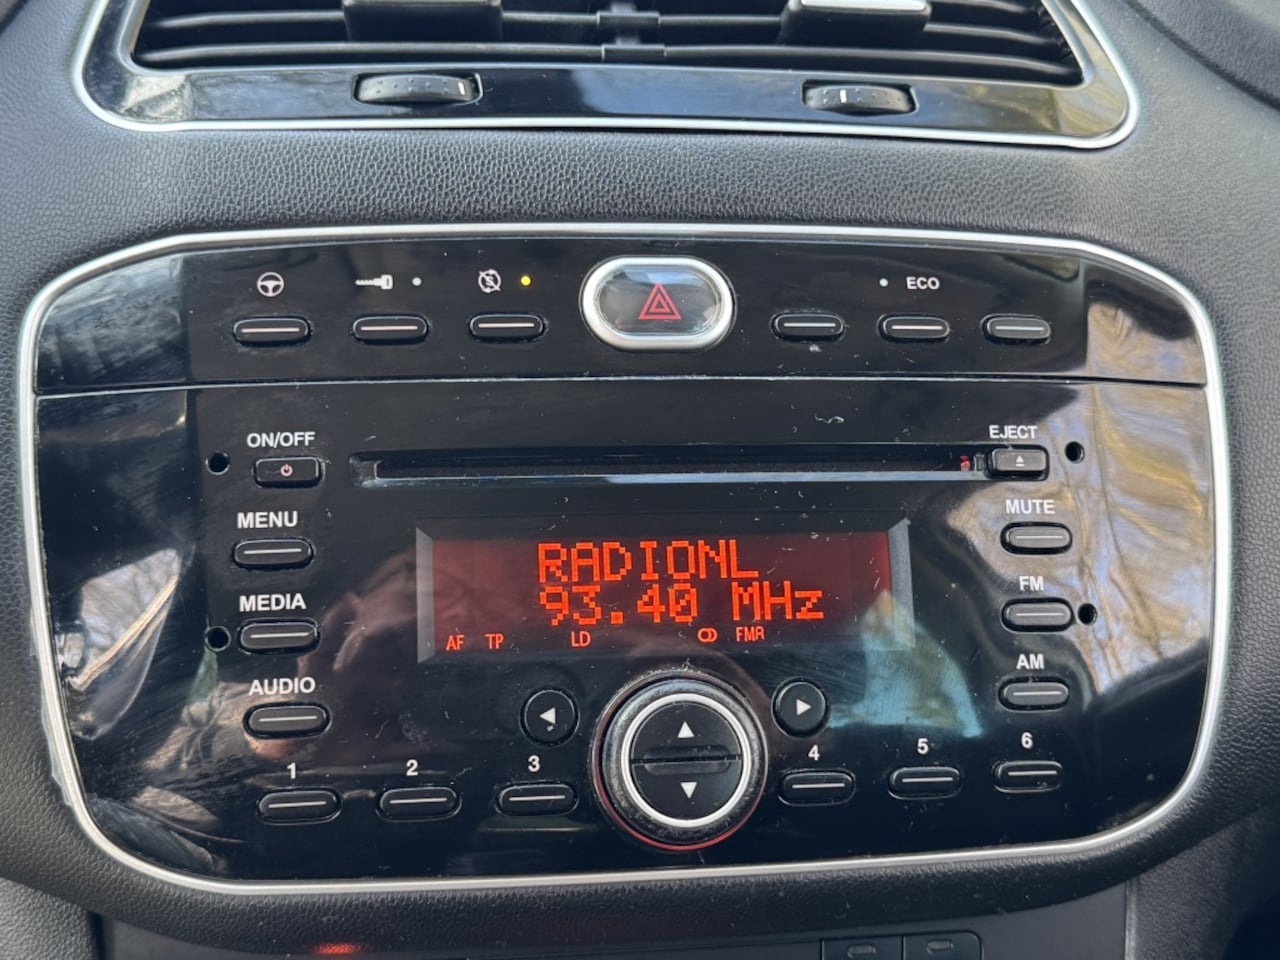 ECO
ON/OFF
EJECT
MENU
MUTE
RADIONL
93.40 MHz
FM
MEDIA
AF TP LD FMR
AM
AUDIO
1 2 3 4 5 6